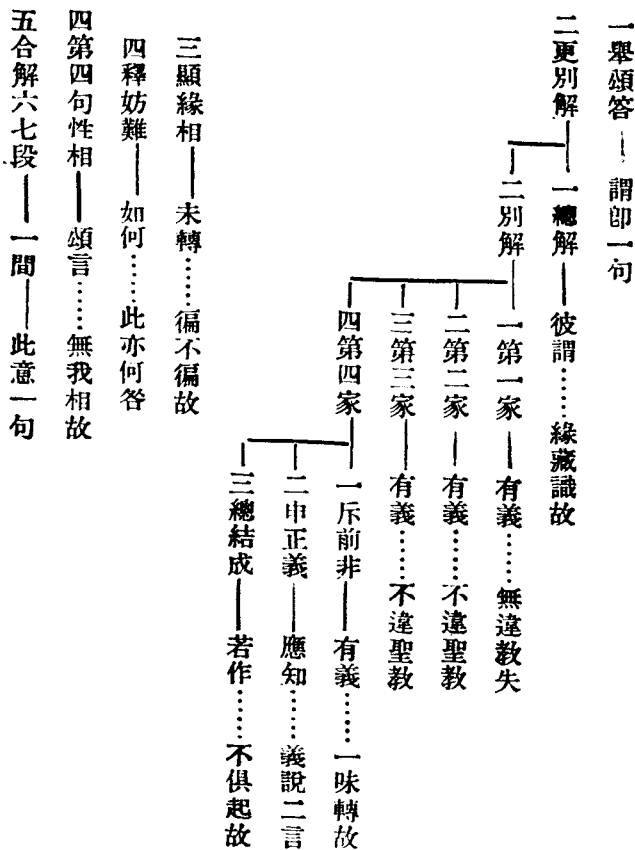 一舉頌答——謂即一句
二更別解——一總解——彼謂……緣藏識故
二別解——一第一家——有義……無違教失
二第二家——有義……不違聖教
三第三家——有義……不違聖教
四第四家——一斥前非——有義……一味轉故
二申正義——應知……義說二言
三總結成——若作……不俱起故
三顯緣相——未轉……徧不徧故
四釋妨難——如何……此亦何咎
四第四句性相——頌言……無我相故
五合解六七段——一間——此意一句